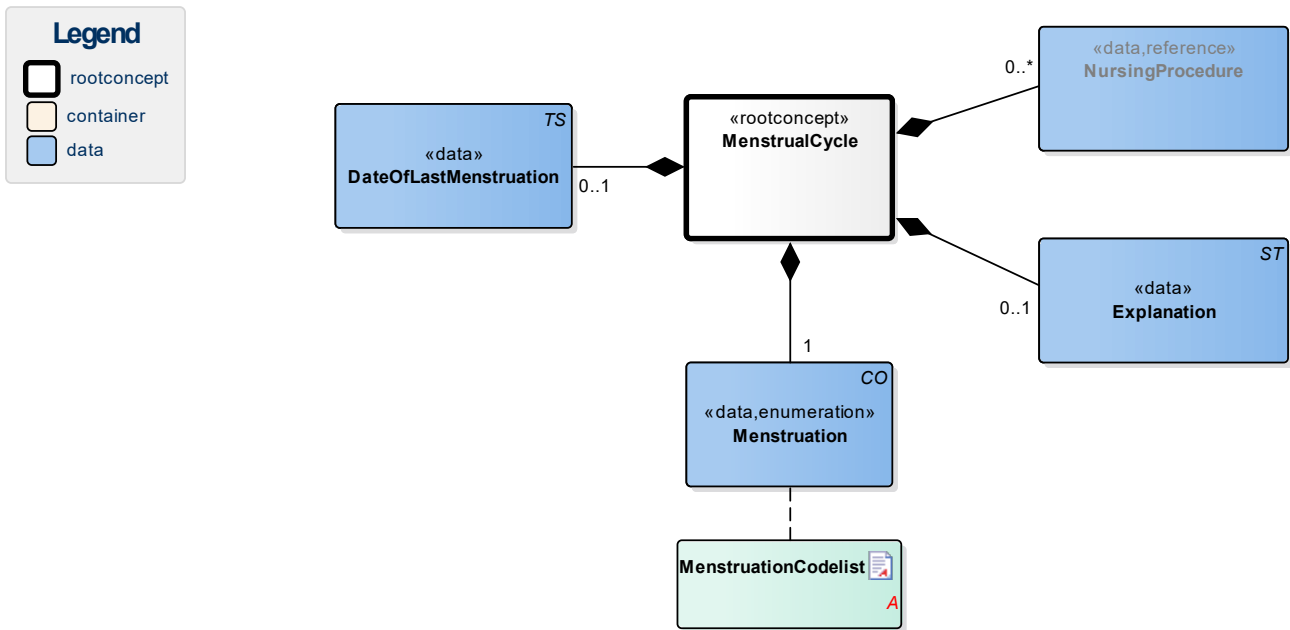 Legend
rootconcept
container
data
TS
«data»
DateOfLastMenstruation
0..1
«rootconcept»
MenstrualCycle
0..*
«data,reference»
NursingProcedure
ST
«data»
Explanation
0..1
1
CO
«data,enumeration»
Menstruation
MenstruationCodelist
A